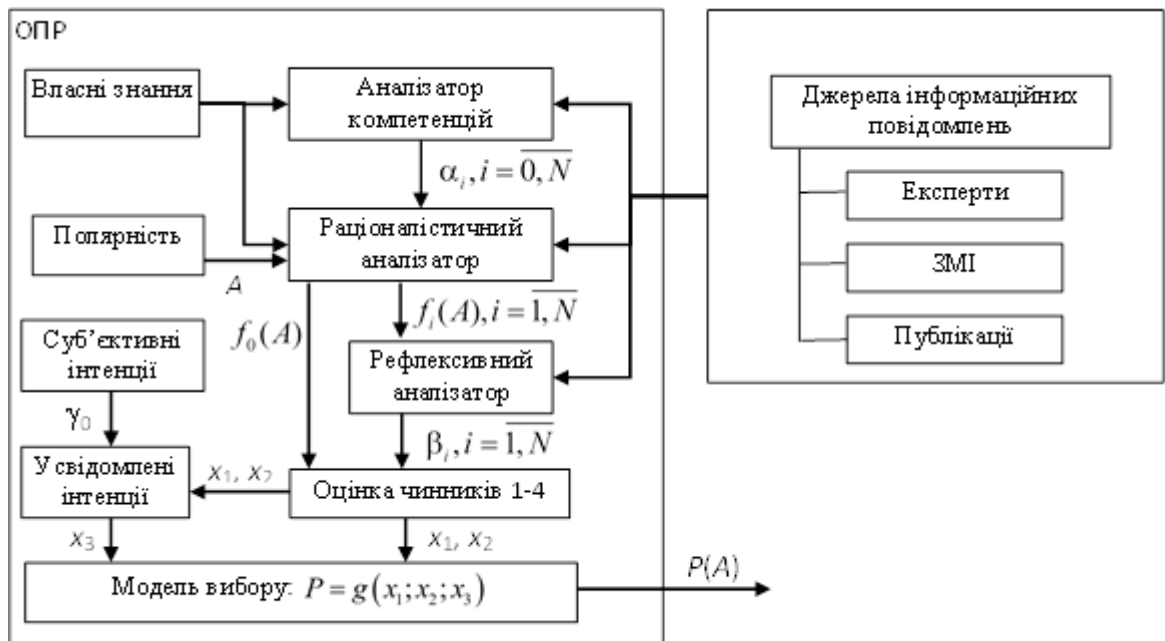 ОПР
Власні знання
Аналізатор
компетенцій
Джерела інформаційних
повідомлень
αᵢ, i = 0, N
Експерти
Полярність
A
Раціоналістичний
аналізатор
ЗМІ
f₀(A)
fᵢ(A), i = 1, N
Публікації
Суб’єктивні
інтенції
Рефлексивний
аналізатор
γ₀
βᵢ, i = 1, N
Усвідомлені
інтенції
x₁, x₂
Оцінка чинників 1-4
x₃
x₁, x₂
Модель вибору: P = g(x₁; x₂; x₃)
P(A)